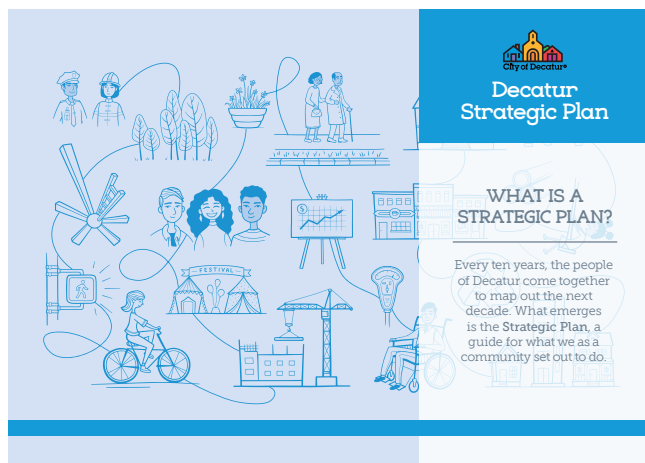 City of Decatur®
Decatur
Strategic Plan
WHAT IS A
STRATEGIC PLAN?
Every ten years, the people
of Decatur come together
to map out the next
decade. What emerges
is the Strategic Plan, a
guide for what we as a
community set out to do.
FESTIVAL
$